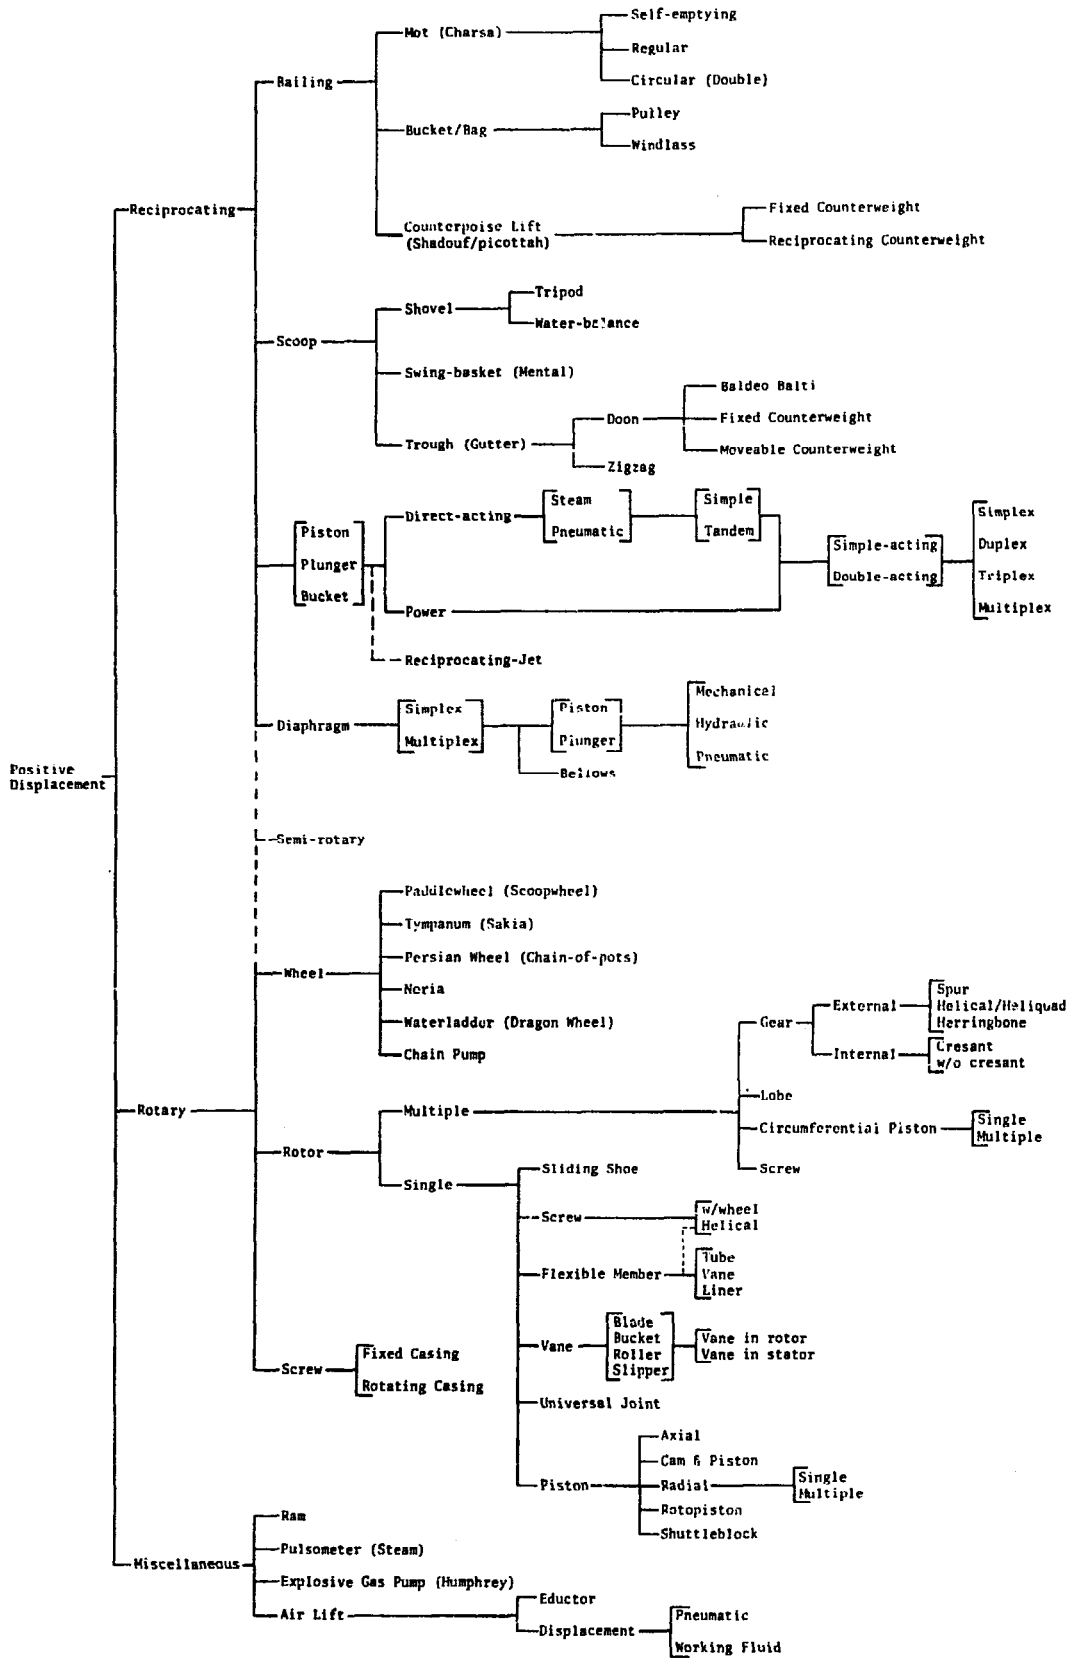 Self-emptying
Mot (Charsa)
Regular
Bailing
Circular (Double)
Pulley
Bucket/Bag
Windlass
Reciprocating
Fixed Counterweight
Counterpoise Lift
(Shadouf/picottah)
Reciprocating Counterweight
Tripod
Shovel
Water-balance
Scoop
Swing-basket (Mental)
Baldeo Balti
Doon
Fixed Counterweight
Trough (Gutter)
Moveable Counterweight
Zigzag
Steam
Simple
Direct-acting
Simplex
Piston
Pneumatic
Tandem
Simple-acting
Duplex
Plunger
Double-acting
Triplex
Bucket
Multiplex
Power
Reciprocating-Jet
Mechanical
Simplex
Piston
Diaphragm
Hydraulic
Multiplex
Plunger
Pneumatic
Bellows
Positive
Displacement
Semi-rotary
Paddlewheel (Scoopwheel)
Tympanum (Sakia)
Persian Wheel (Chain-of-pots)
Wheel
Noria
Waterladdur (Dragon Wheel)
Chain Pump
Spur
External
Helical/Heliquad
Gear
Herringbone
Cresant
Internal
w/o cresant
Lobe
Rotary
Multiple
Circumferential Piston
Single
Multiple
Rotor
Screw
Sliding Shoe
Single
w/wheel
Screw
Helical
Tube
Flexible Member
Vane
Liner
Blade
Bucket
Vane
Roller
Slipper
Vane in rotor
Vane in stator
Fixed Casing
Screw
Rotating Casing
Universal Joint
Axial
Cam & Piston
Piston
Radial
Single
Multiple
Rotopiston
Shuttleblock
Ram
Pulsometer (Steam)
Miscellaneous
Explosive Gas Pump (Humphrey)
Eductor
Air Lift
Pneumatic
Displacement
Working Fluid